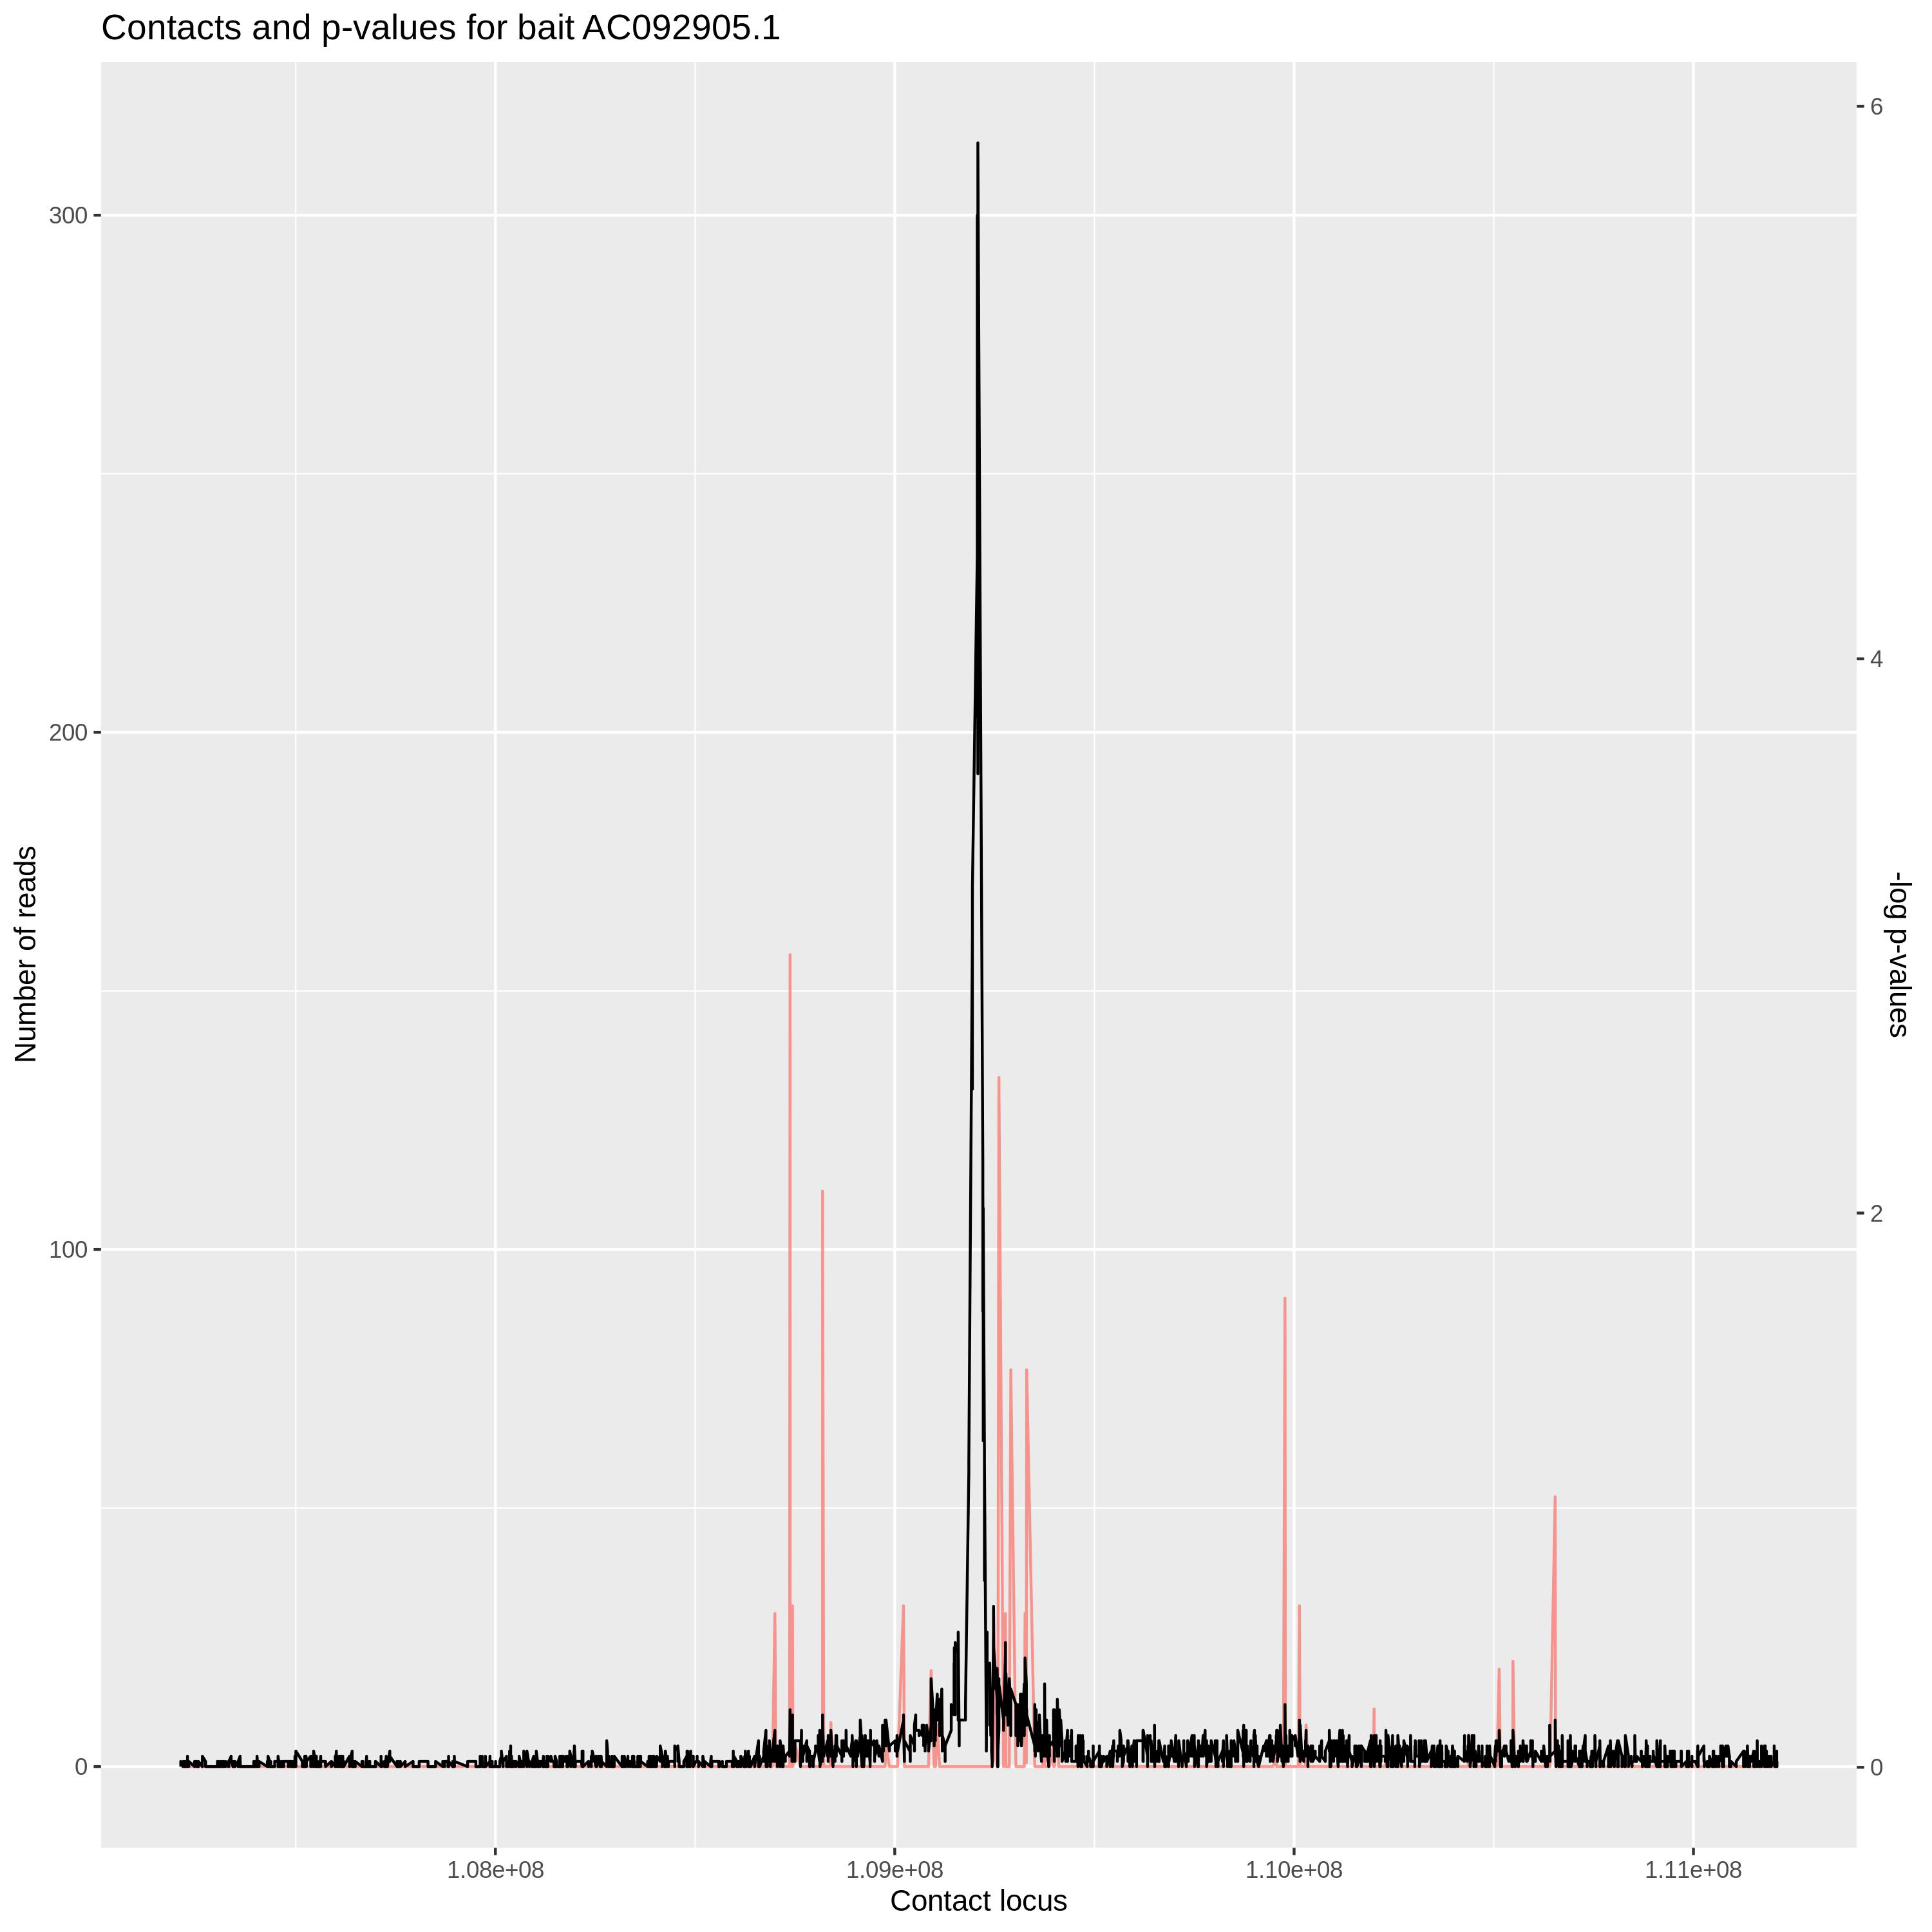 Contacts and p-values for bait AC092905.1
6
300
4
200
Number of reads
-log p-values
2
100
0
0
1.08e+08
1.09e+08
1.10e+08
1.11e+08
Contact locus